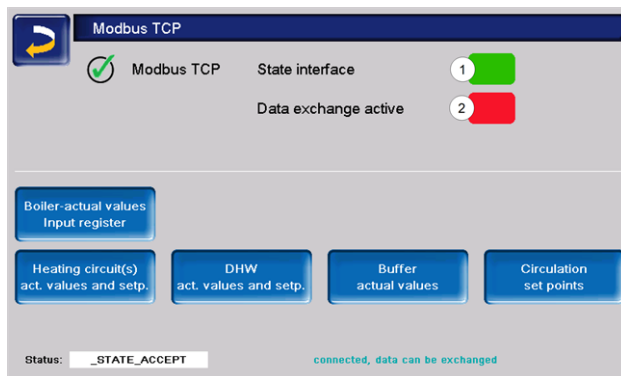 Modbus TCP
Modbus TCP State interface 1
Data exchange active 2
Boiler-actual values
Input register
Heating circuit(s)
act. values and setp.
DHW
act. values and setp.
Buffer
actual values
Circulation
set points
Status: _STATE_ACCEPT connected, data can be exchanged